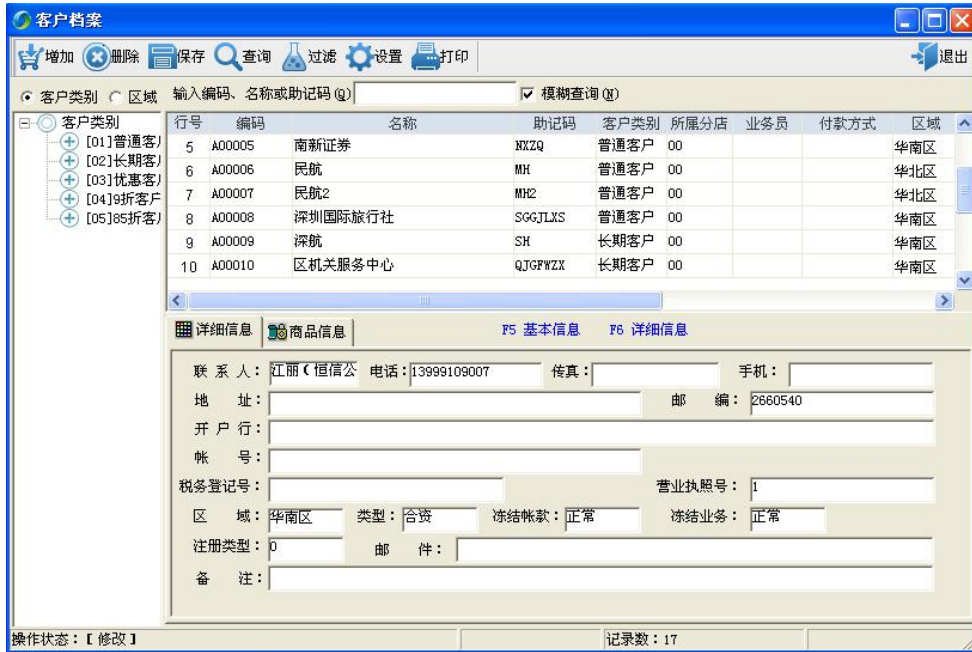 客户档案
增加 删除 保存 查询 过滤 设置 打印 退出
客户类别 区域 输入编码、名称或助记码(Q) 模糊查询(N)
客户类别
[01]普通客
[02]长期客
[03]优惠客
[04]9折客户
[05]85折客
行号 编码 名称 助记码 客户类别 所属分店 业务员 付款方式 区域
5 A00005 南新证券 NXZQ 普通客户 00 华南区
6 A00006 民航 MH 普通客户 00 华北区
7 A00007 民航2 MH2 普通客户 00 华北区
8 A00008 深圳国际旅行社 SGGJLXS 普通客户 00 华南区
9 A00009 深航 SH 长期客户 00 华南区
10 A00010 区机关服务中心 QJGFWZX 长期客户 00 华南区
详细信息 商品信息 F5 基本信息 F6 详细信息
联系人: 江丽(恒信公 电话:13999109007 传真: 手机:
地 址: 邮 编: 2660540
开户行:
帐 号:
税务登记号: 营业执照号: 1
区 域: 华南区 类型: 合资 冻结帐款: 正常 冻结业务: 正常
注册类型: 0 邮 件:
备 注:
操作状态:【修改】 记录数:17